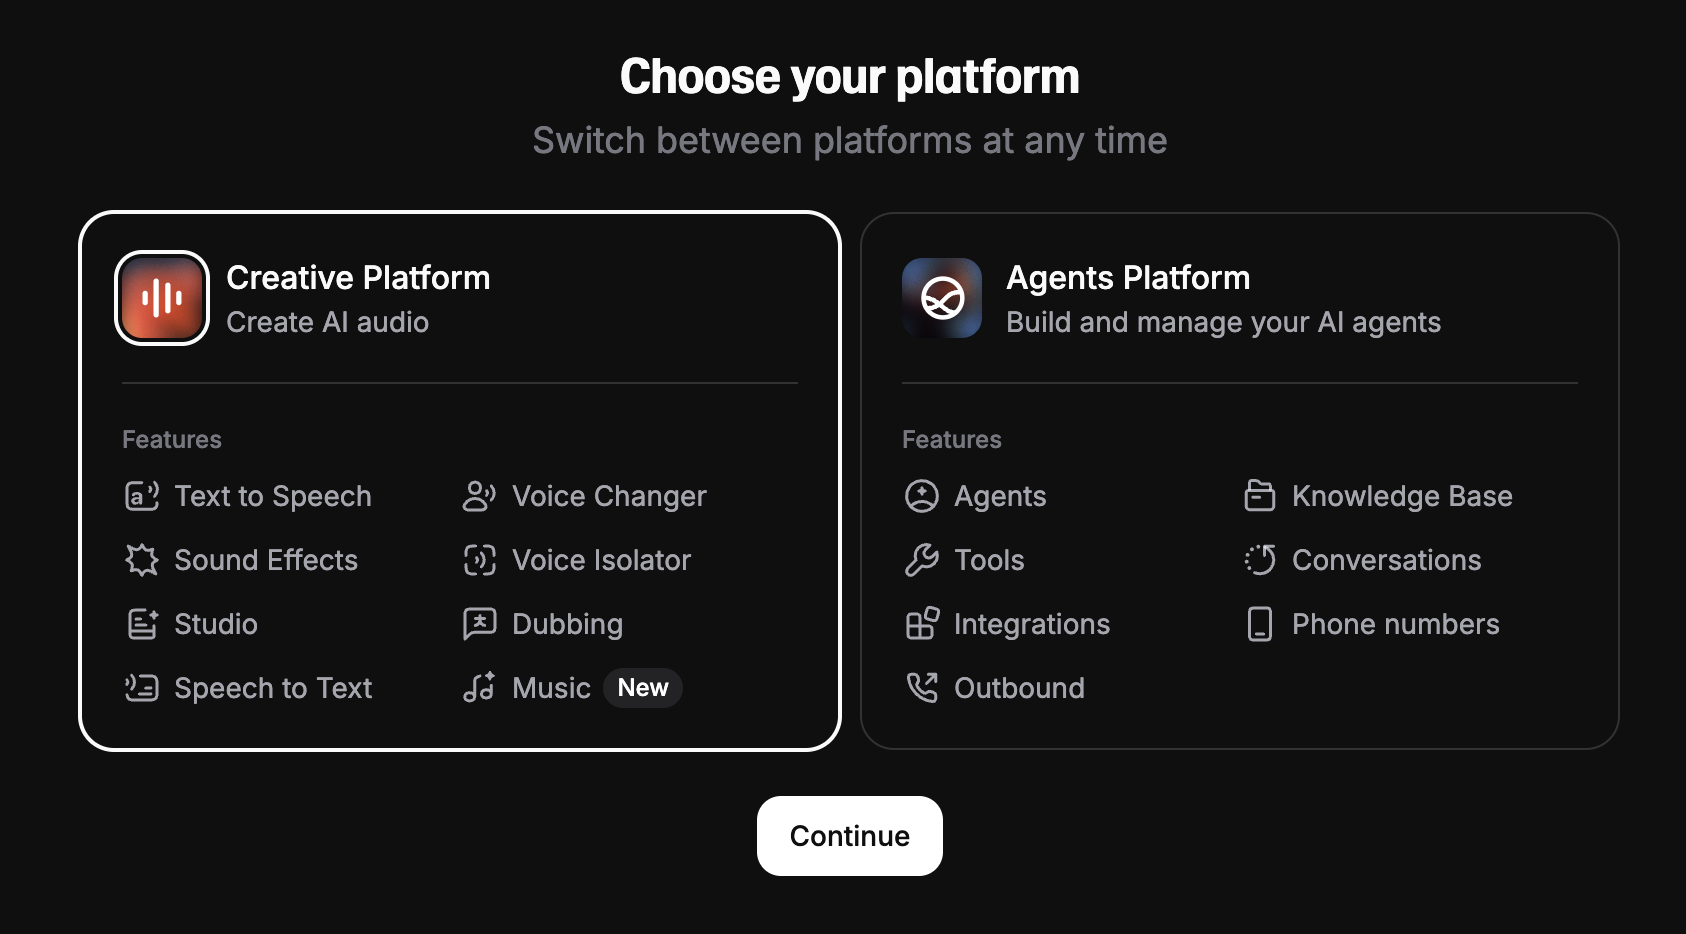 Choose your platform
Switch between platforms at any time
Creative Platform
Create AI audio
Features
Text to Speech
Voice Changer
Sound Effects
Voice Isolator
Studio
Dubbing
Speech to Text
Music New
Agents Platform
Build and manage your AI agents
Features
Agents
Knowledge Base
Tools
Conversations
Integrations
Phone numbers
Outbound
Continue